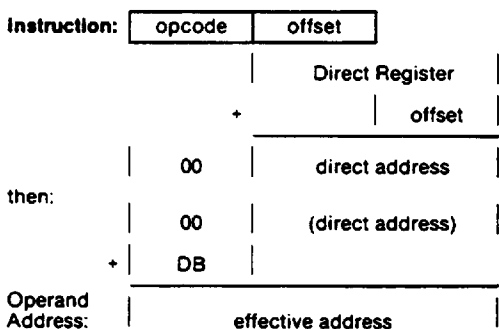 Instruction: opcode offset
Direct Register
+ offset
00 direct address
then:
00 (direct address)
+ DB
Operand
Address: effective address